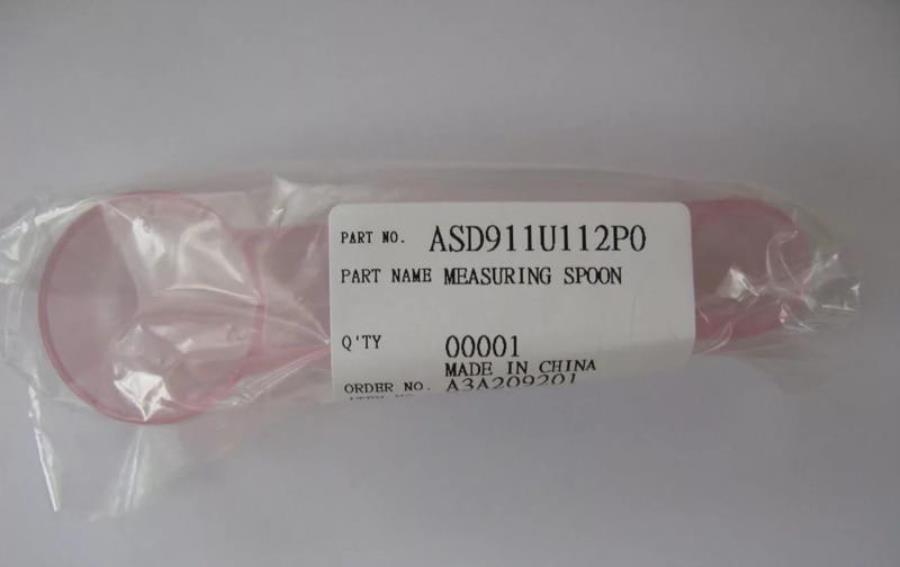 PART NO. ASD911U112P0
PART NAME MEASURING SPOON
Q'TY 00001
MADE IN CHINA
ORDER NO. A3A209201